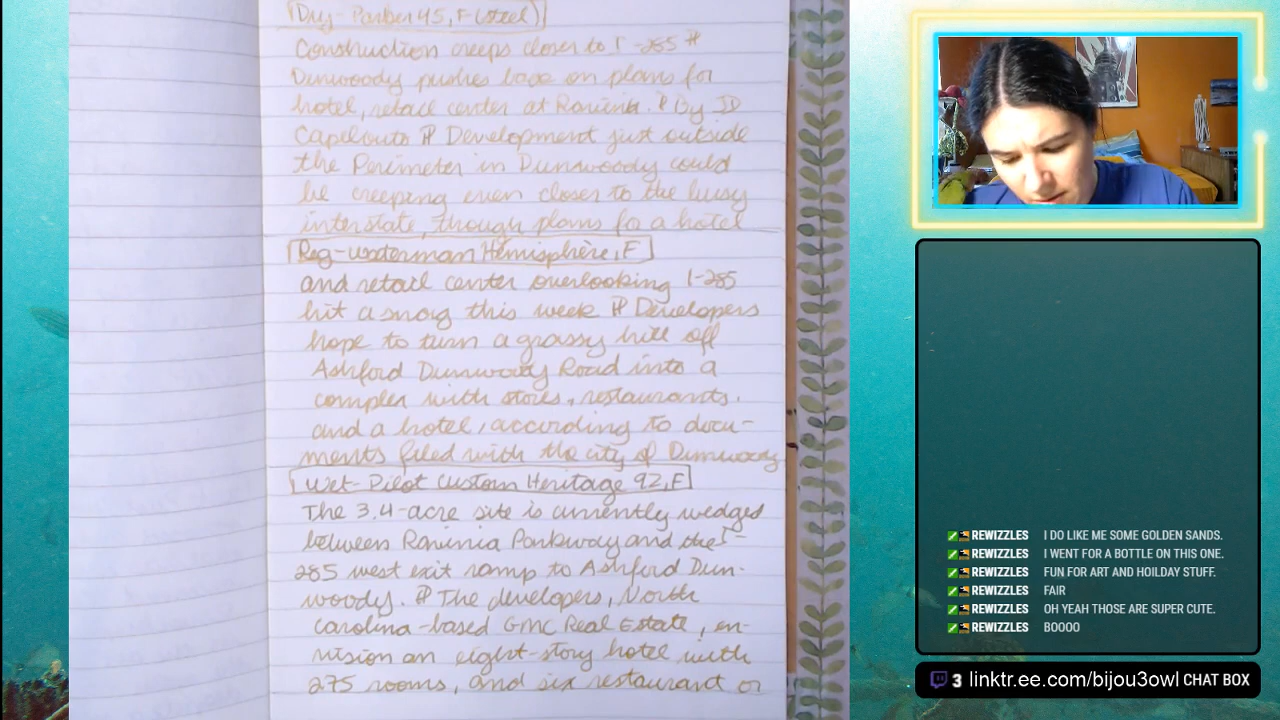 Dry-Parker 45, F (steel)
Construction creeps closer to I-285 #
Dunwoody pushes back on plans for
hotel, retail center at Ravinia. ¶ By JD
Capelouto ¶ Development just outside
the Perimeter in Dunwoody could
be creeping even closer to the busy
interstate, though plans for a hotel
Reg-Waterman Hemisphère, F
and retail center overlooking I-285
hit a snag this week ¶ Developers
hope to turn a grassy hill off
Ashford Dunwoody Road into a
complex with stores, restaurants.
and a hotel, according to docu-
ments filed with the city of Dunwoody
Wet-Pilot Custom Heritage 92, F
The 3.4-acre site is currently wedged
between Ravinia Parkway and the I-
285 west exit ramp to Ashford Dun-
woody. ¶ The developers, North
Carolina-based GMC Real Estate, en-
vision an eight-story hotel with
275 rooms, and six restaurant or
REWIZZLES I DO LIKE ME SOME GOLDEN SANDS.
REWIZZLES I WENT FOR A BOTTLE ON THIS ONE.
REWIZZLES FUN FOR ART AND HOILDAY STUFF.
REWIZZLES FAIR
REWIZZLES OH YEAH THOSE ARE SUPER CUTE.
REWIZZLES BOOOO
3 linktr.ee.com/bijou3owl CHAT BOX